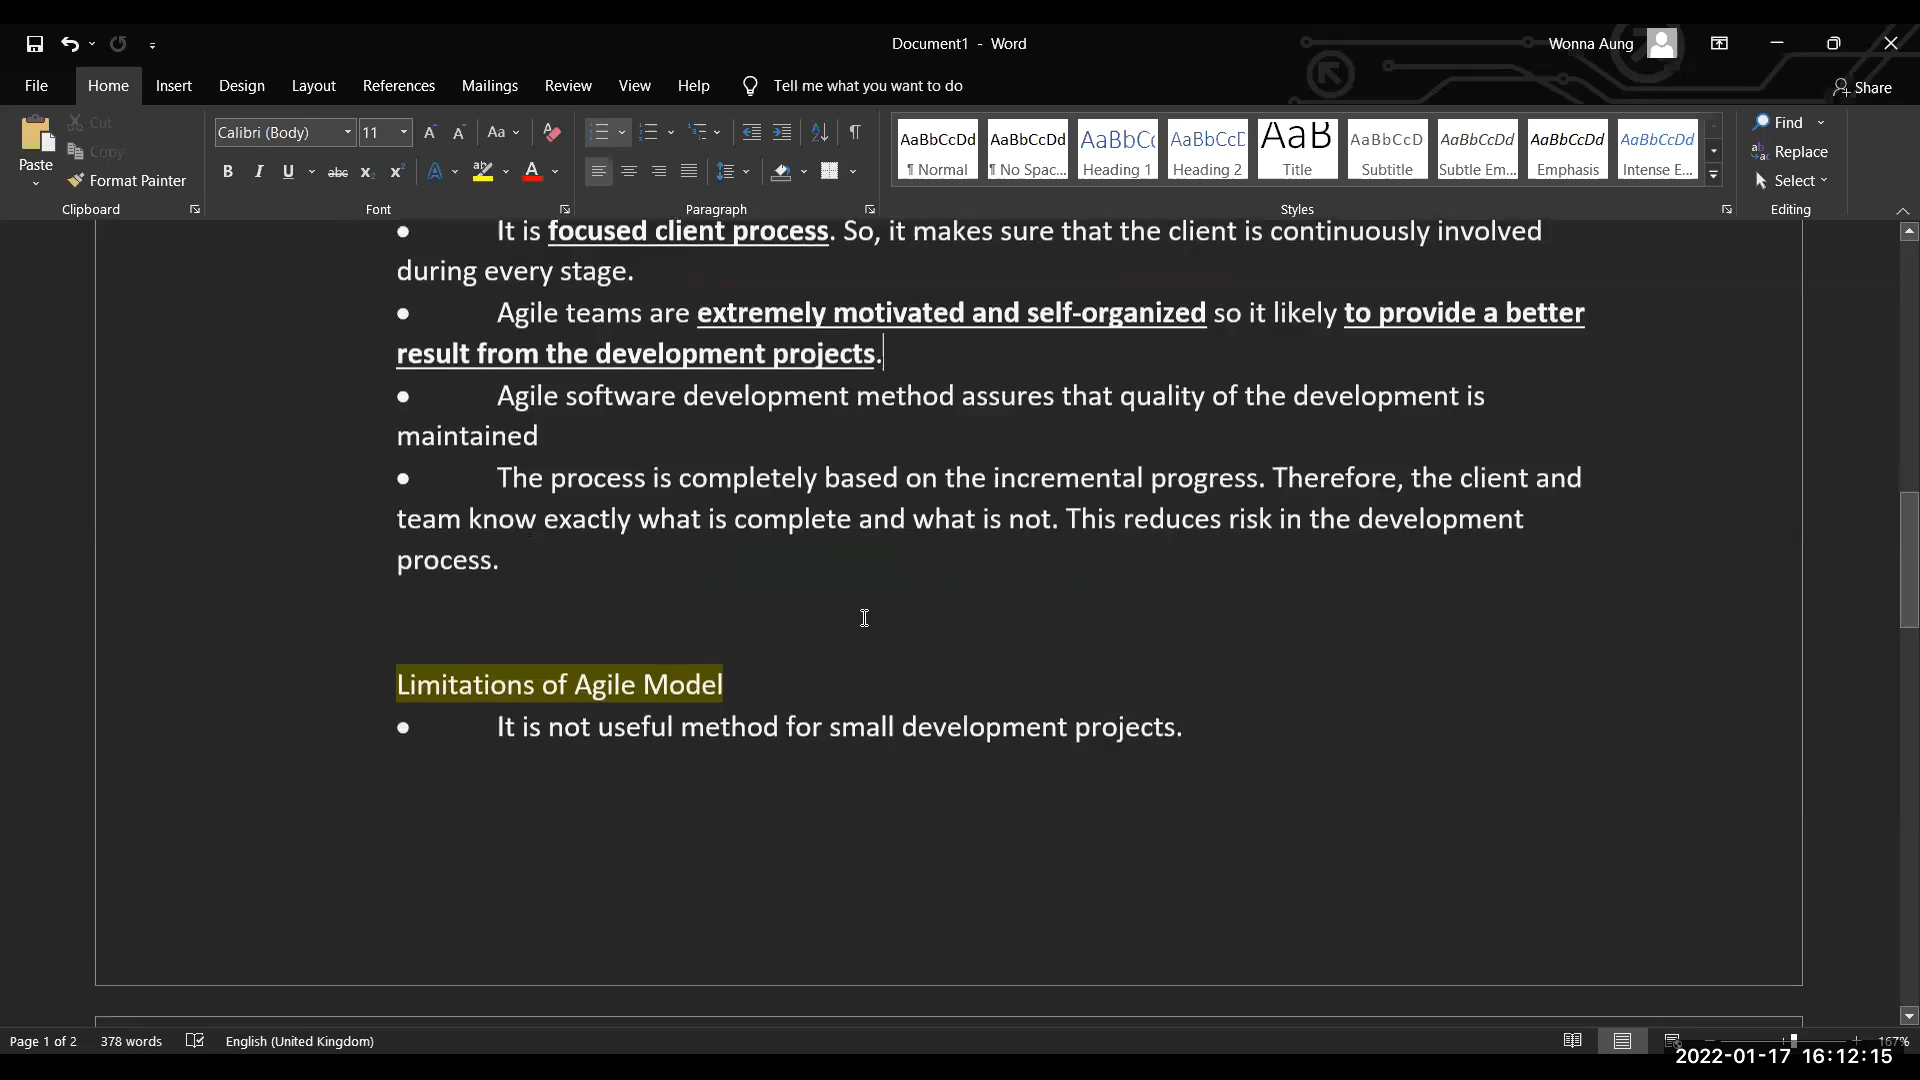 Document1 - Word
Wonna Aung
File Home Insert Design Layout References Mailings Review View Help Tell me what you want to do
Share
Paste
Cut
Copy
Format Painter
Clipboard
Calibri (Body) 11
Font
Paragraph
AaBbCcDd AaBbCcDd AaBbC AaBbCcC AaB AaBbCcD AaBbCcDd AaBbCcDd AaBbCcDd
¶ Normal ¶ No Spac... Heading 1 Heading 2 Title Subtitle Subtle Em... Emphasis Intense E...
Styles
Find
Replace
Select
Editing
• It is focused client process. So, it makes sure that the client is continuously involved
during every stage.
• Agile teams are extremely motivated and self-organized so it likely to provide a better
result from the development projects.
• Agile software development method assures that quality of the development is
maintained
• The process is completely based on the incremental progress. Therefore, the client and
team know exactly what is complete and what is not. This reduces risk in the development
process.
Limitations of Agile Model
• It is not useful method for small development projects.
Page 1 of 2 378 words English (United Kingdom)
167%
2022-01-17 16:12:15